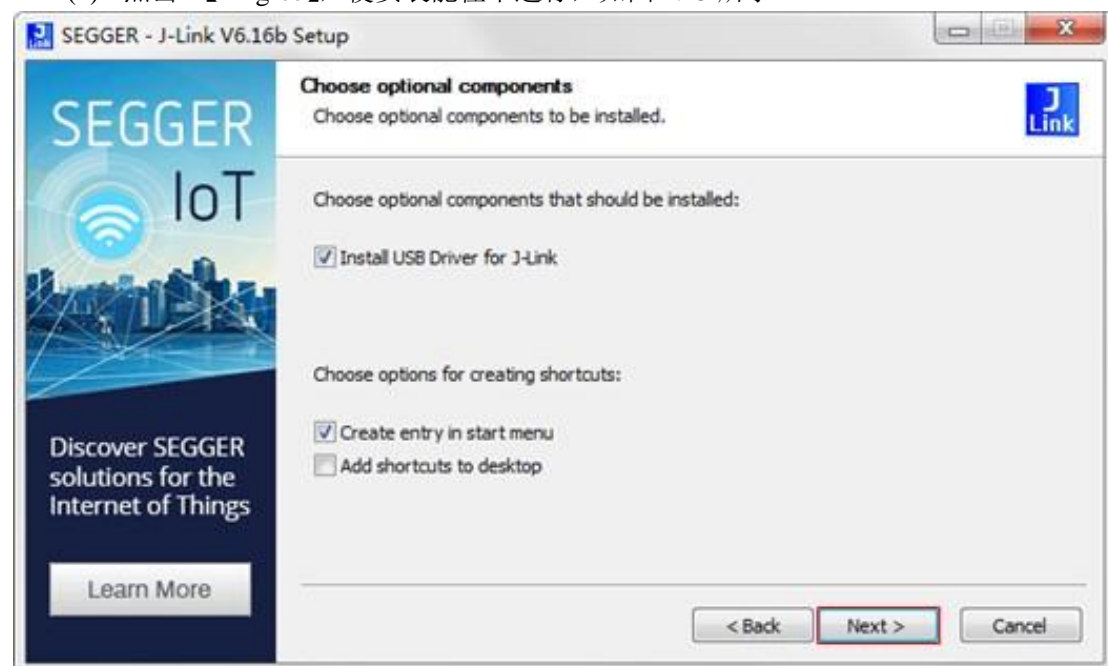 SEGGER - J-Link V6.16b Setup
Choose optional components
Choose optional components to be installed.
J
Link
SEGGER
IoT
Choose optional components that should be installed:
Install USB Driver for J-Link
Choose options for creating shortcuts:
Create entry in start menu
Add shortcuts to desktop
Discover SEGGER
solutions for the
Internet of Things
Learn More
< Back
Next >
Cancel